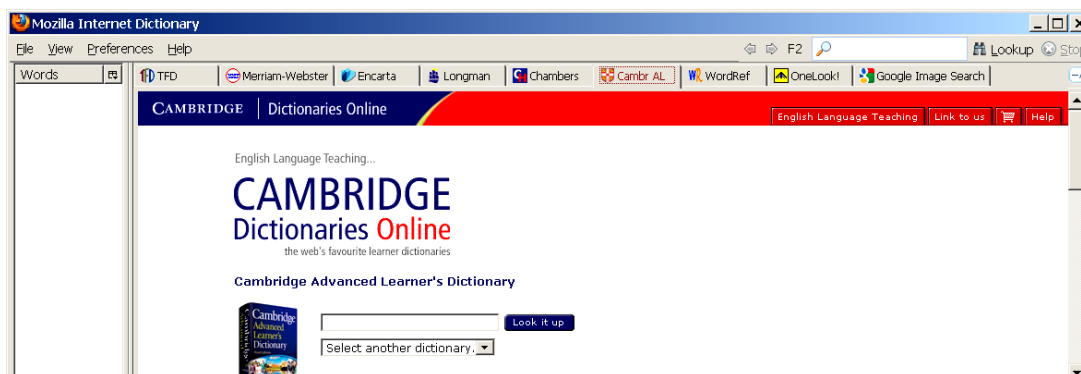 Mozilla Internet Dictionary
File View Preferences Help F2 Lookup Stop
Words TFD Merriam-Webster Encarta Longman Chambers Cambr AL WordRef OneLook! Google Image Search
CAMBRIDGE Dictionaries Online
English Language Teaching Link to us Help
English Language Teaching...
CAMBRIDGE
Dictionaries Online
the web's favourite learner dictionaries
Cambridge Advanced Learner's Dictionary
Cambridge
Advanced
Learner's
Dictionary
Look it up
Select another dictionary.